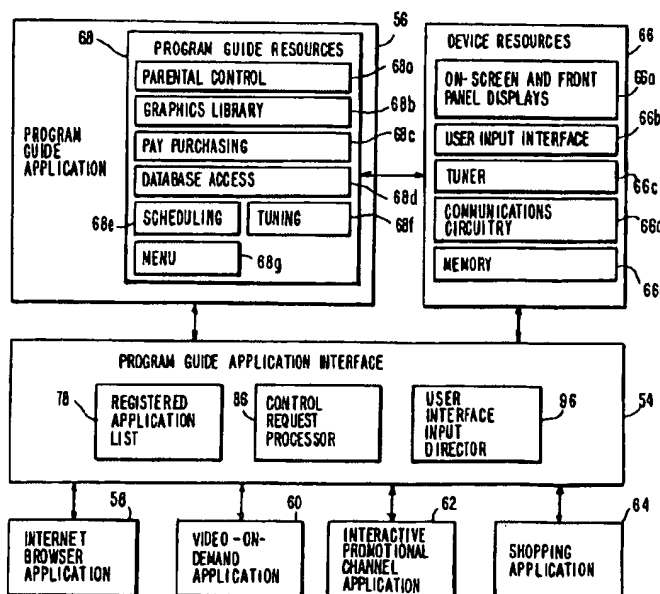 68
PROGRAM GUIDE RESOURCES
56
PARENTAL CONTROL
68a
GRAPHICS LIBRARY
68b
PAY PURCHASING
68c
DATABASE ACCESS
68d
SCHEDULING
68e
TUNING
68f
MENU
68g
PROGRAM
GUIDE
APPLICATION
DEVICE RESOURCES
66
ON-SCREEN AND FRONT
PANEL DISPLAYS
66a
USER INPUT INTERFACE
66b
TUNER
66c
COMMUNICATIONS
CIRCUITRY
66d
MEMORY
66
PROGRAM GUIDE APPLICATION INTERFACE
78
REGISTERED
APPLICATION
LIST
86
CONTROL
REQUEST
PROCESSOR
USER
INTERFACE
INPUT
DIRECTOR
96
54
58
INTERNET
BROWSER
APPLICATION
60
VIDEO-ON-
DEMAND
APPLICATION
62
INTERACTIVE
PROMOTIONAL
CHANNEL
APPLICATION
64
SHOPPING
APPLICATION